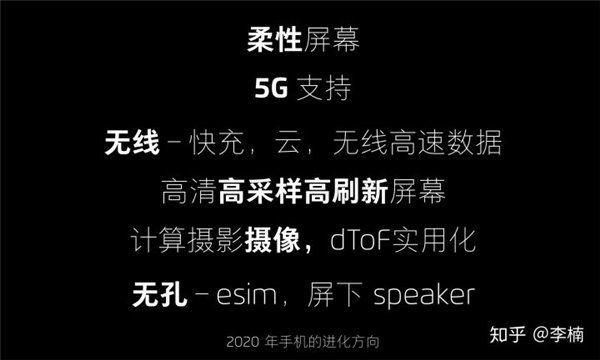 柔性屏幕
5G 支持
无线 – 快充，云，无线高速数据
高清高采样高刷新屏幕
计算摄影摄像，dToF实用化
无孔 – esim，屏下 speaker
2020 年手机的进化方向
知乎 @李楠